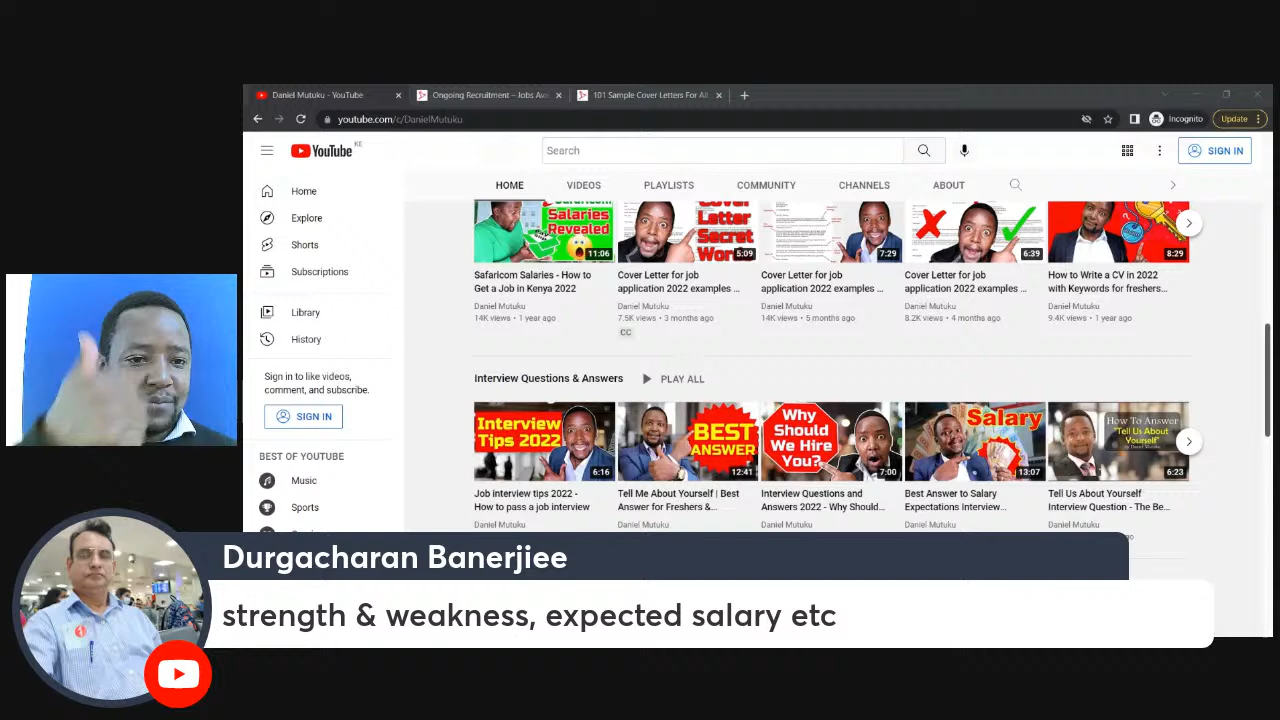 Daniel Mutuku - YouTube
Ongoing Recruitment – Jobs Ava
101 Sample Cover Letters For All
youtube.com/c/DanielMutuku
Incognito
Update
YouTube KE
Search
SIGN IN
Home
Explore
Shorts
Subscriptions
Library
History
Sign in to like videos,
comment, and subscribe.
SIGN IN
BEST OF YOUTUBE
Music
Sports
HOME VIDEOS PLAYLISTS COMMUNITY CHANNELS ABOUT
Salaries
Revealed
11:06
Cover
Letter
Secret
5:09
7:29
6:39
8:29
Safaricom Salaries - How to
Get a Job in Kenya 2022
Daniel Mutuku
14K views • 1 year ago
Cover Letter for job
application 2022 examples ...
Daniel Mutuku
7.5K views • 3 months ago
CC
Cover Letter for job
application 2022 examples ...
Daniel Mutuku
14K views • 5 months ago
Cover Letter for job
application 2022 examples ...
Daniel Mutuku
8.2K views • 4 months ago
How to Write a CV in 2022
with Keywords for freshers...
Daniel Mutuku
9.4K views • 1 year ago
Interview Questions & Answers PLAY ALL
Interview
Tips 2022
6:16
BEST
ANSWER
12:41
Why
Should
We Hire
You?
7:00
Salary
13:07
How To Answer
"Tell Us About
Yourself"
6:23
Job interview tips 2022 -
How to pass a job interview
Daniel Mutuku
Tell Me About Yourself | Best
Answer for Freshers &...
Daniel Mutuku
Interview Questions and
Answers 2022 - Why Should...
Daniel Mutuku
Best Answer to Salary
Expectations Interview...
Daniel Mutuku
Tell Us About Yourself
Interview Question - The Be...
Daniel Mutuku
Durgacharan Banerjiee
strength & weakness, expected salary etc